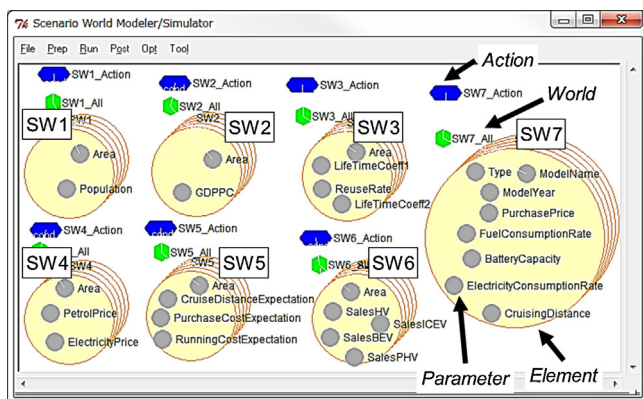 Scenario World Modeler/Simulator
File Prep Run Post Opt Tool
Action
SW1_Action
SW2_Action
SW3_Action
SW7_Action
World
SW1_All
SW2_All
SW3_All
SW7_All
SW1
SW2
SW2
SW3
SW7
Area
Population
Area
GDPPC
Area
LifeTimeCoeff1
ReuseRate
LifeTimeCoeff2
Type
ModelName
ModelYear
PurchasePrice
FuelConsumptionRate
BatteryCapacity
ElectricityConsumptionRate
CruisingDistance
SW4_Action
SW5_Action
SW6_Action
SW5_All
SW4
SW4
SW5
SW5
SW6
Area
PetrolPrice
ElectricityPrice
Area
CruiseDistanceExpectation
PurchaseCostExpectation
RunningCostExpectation
Area
SalesHV
SalesICEV
SalesBEV
SalesPHV
Parameter
Element